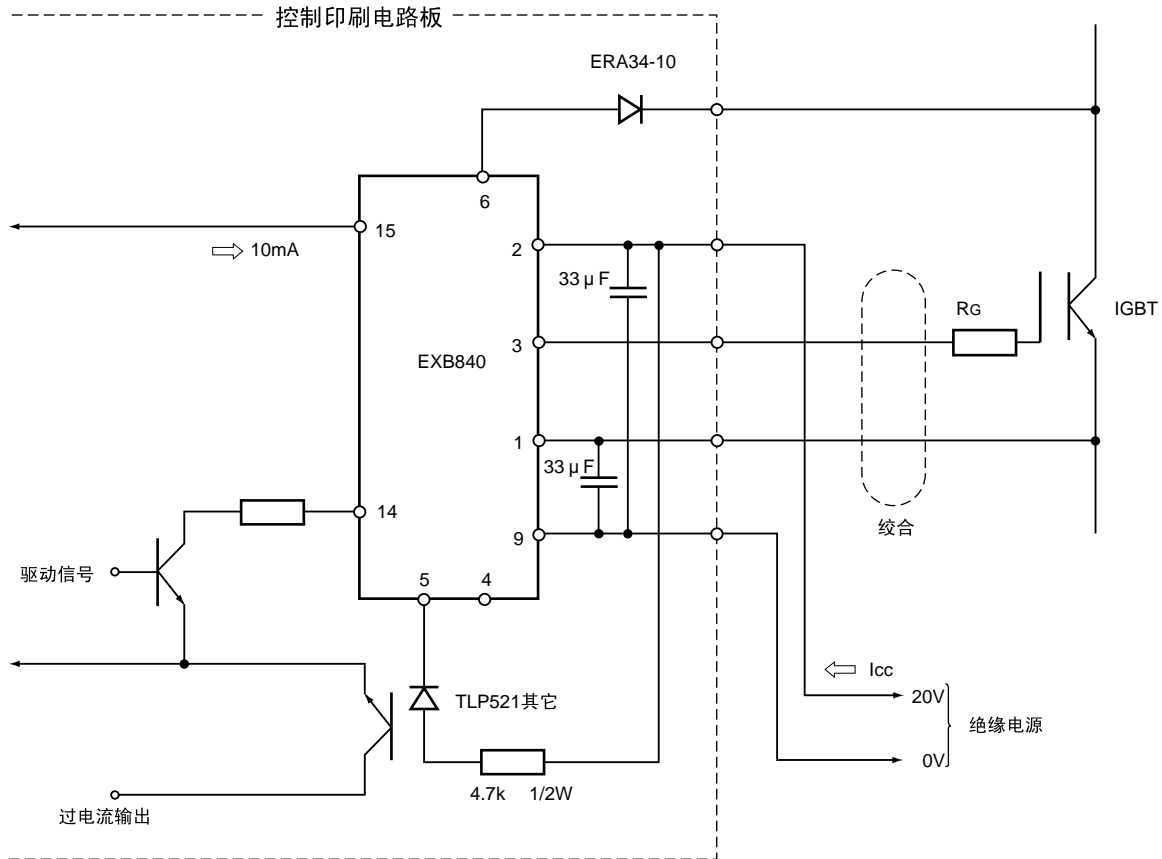 控制印刷电路板
ERA34-10
6
15
10mA
2
33μF
RG
IGBT
3
EXB840
1
33μF
14
绞合
9
驱动信号
5
4
Icc
TLP521其它
20V
绝缘电源
0V
4.7k 1/2W
过电流输出